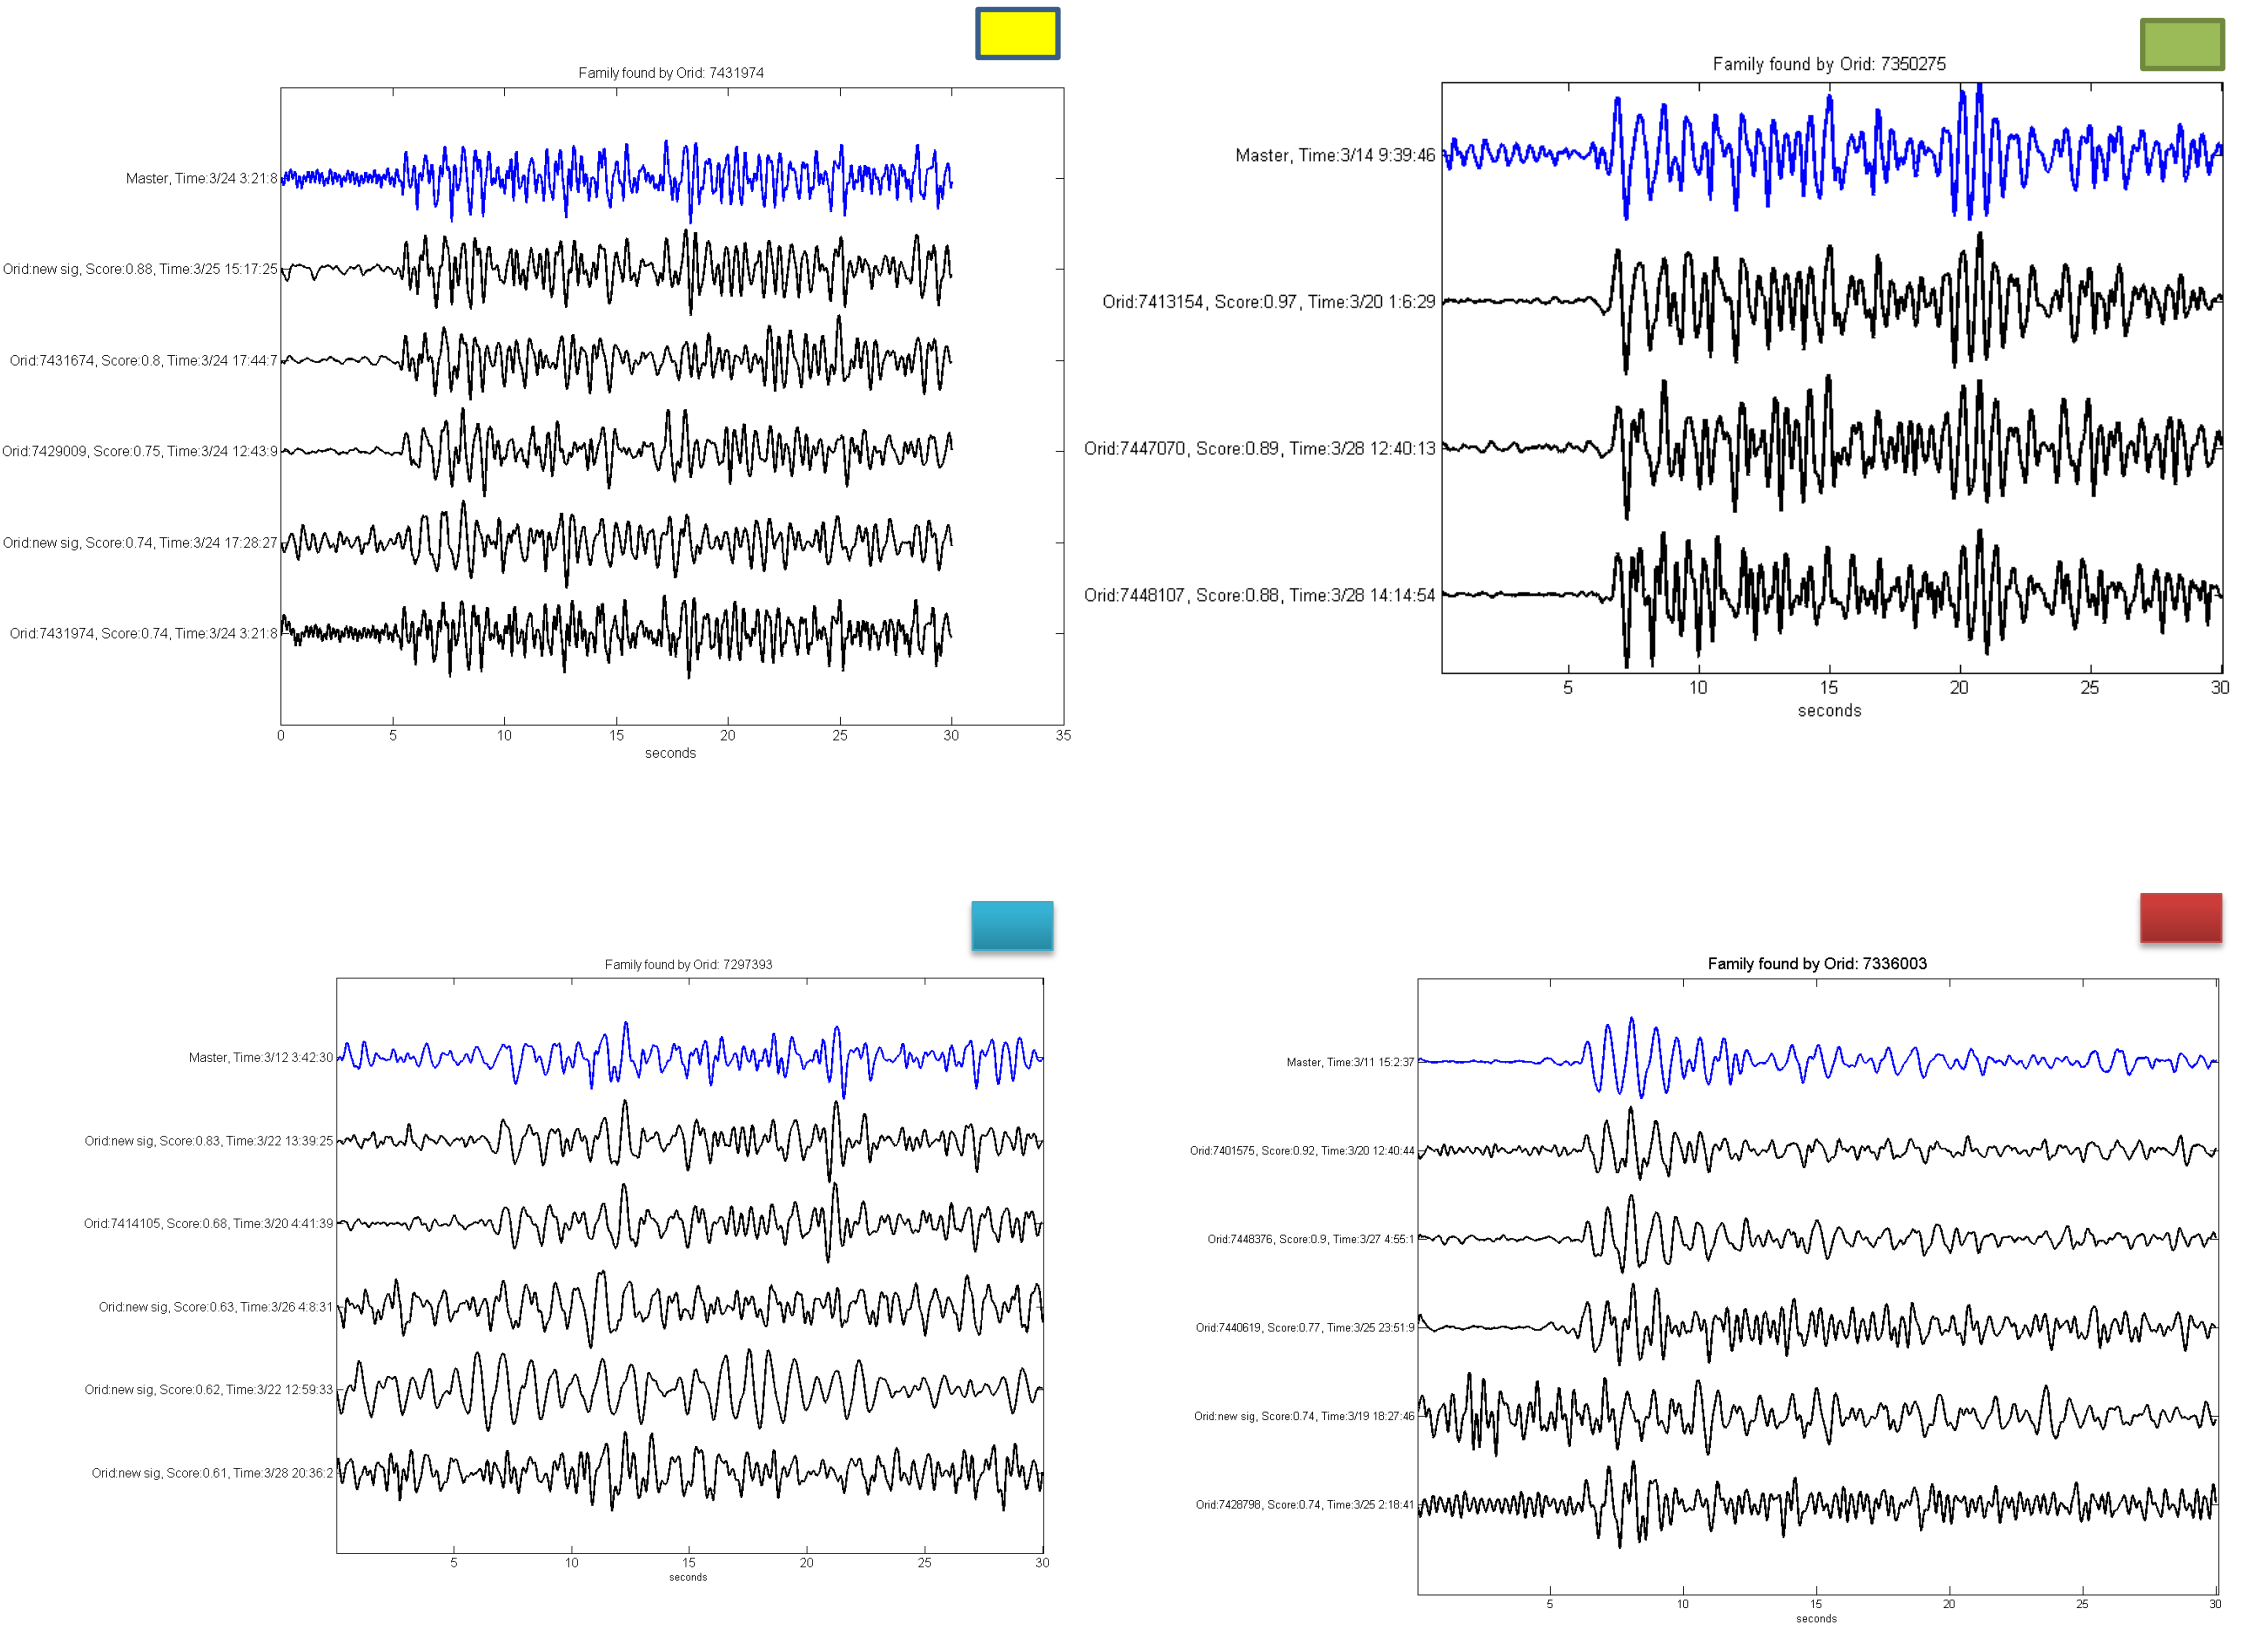 Family found by Orid: 7431974
Master, Time:3/24 3:21:8
Orid:new sig, Score:0.88, Time:3/25 15:17:25
Orid:7431674, Score:0.8, Time:3/24 17:44:7
Orid:7429009, Score:0.75, Time:3/24 12:43:9
Orid:new sig, Score:0.74, Time:3/24 17:28:27
Orid:7431974, Score:0.74, Time:3/24 3:21:8
0 5 10 15 20 25 30 35
seconds
Family found by Orid: 7350275
Master, Time:3/14 9:39:46
Orid:7413154, Score:0.97, Time:3/20 1:6:29
Orid:7447070, Score:0.89, Time:3/28 12:40:13
Orid:7448107, Score:0.88, Time:3/28 14:14:54
5 10 15 20 25 30
seconds
Family found by Orid: 7297393
Master, Time:3/12 3:42:30
Orid:new sig, Score:0.83, Time:3/22 13:39:25
Orid:7414105, Score:0.68, Time:3/20 4:41:39
Orid:new sig, Score:0.63, Time:3/26 4:8:31
Orid:new sig, Score:0.62, Time:3/22 12:59:33
Orid:new sig, Score:0.61, Time:3/28 20:36:2
5 10 15 20 25 30
seconds
Family found by Orid: 7336003
Master, Time:3/11 15:2:37
Orid:7401575, Score:0.92, Time:3/20 12:40:44
Orid:7448376, Score:0.9, Time:3/27 4:55:1
Orid:7440619, Score:0.77, Time:3/25 23:51:9
Orid:new sig, Score:0.74, Time:3/19 18:27:46
Orid:7428798, Score:0.74, Time:3/25 2:18:41
5 10 15 20 25 30
seconds